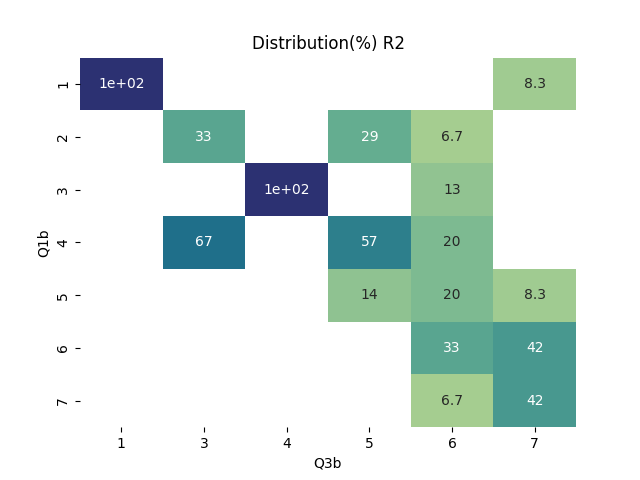 Distribution(%) R2
1 1e+02 8.3
2 33 29 6.7
3 1e+02 13
Q1b
4 67 57 20
5 14 20 8.3
6 33 42
7 6.7 42
1 3 4 5 6 7
Q3b